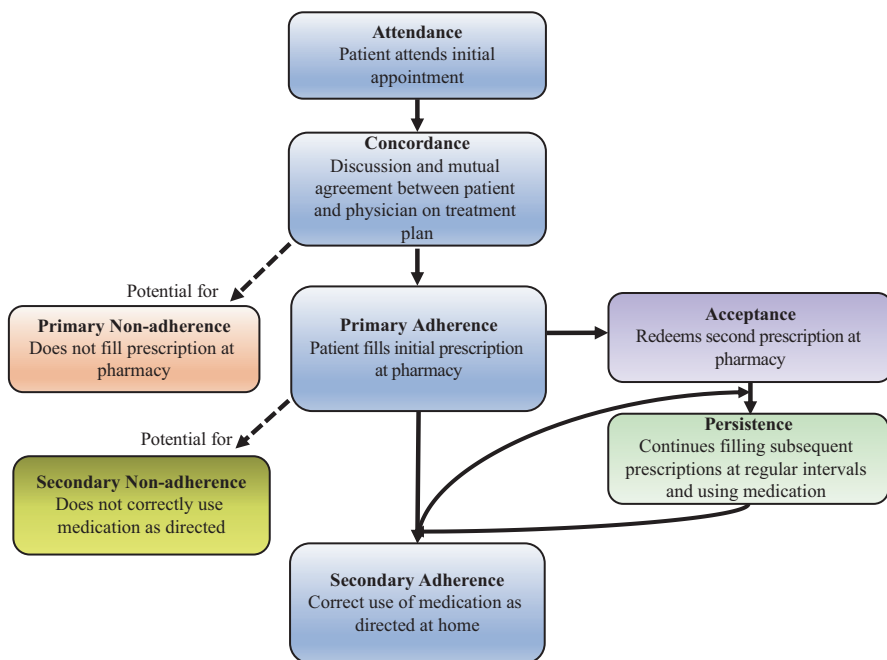 Attendance
Patient attends initial
appointment
Concordance
Discussion and mutual
agreement between patient
and physician on treatment
plan
Potential for
Primary Non-adherence
Does not fill prescription at
pharmacy
Primary Adherence
Patient fills initial prescription
at pharmacy
Acceptance
Redeems second prescription at
pharmacy
Potential for
Secondary Non-adherence
Does not correctly use
medication as directed
Persistence
Continues filling subsequent
prescriptions at regular intervals
and using medication
Secondary Adherence
Correct use of medication as
directed at home